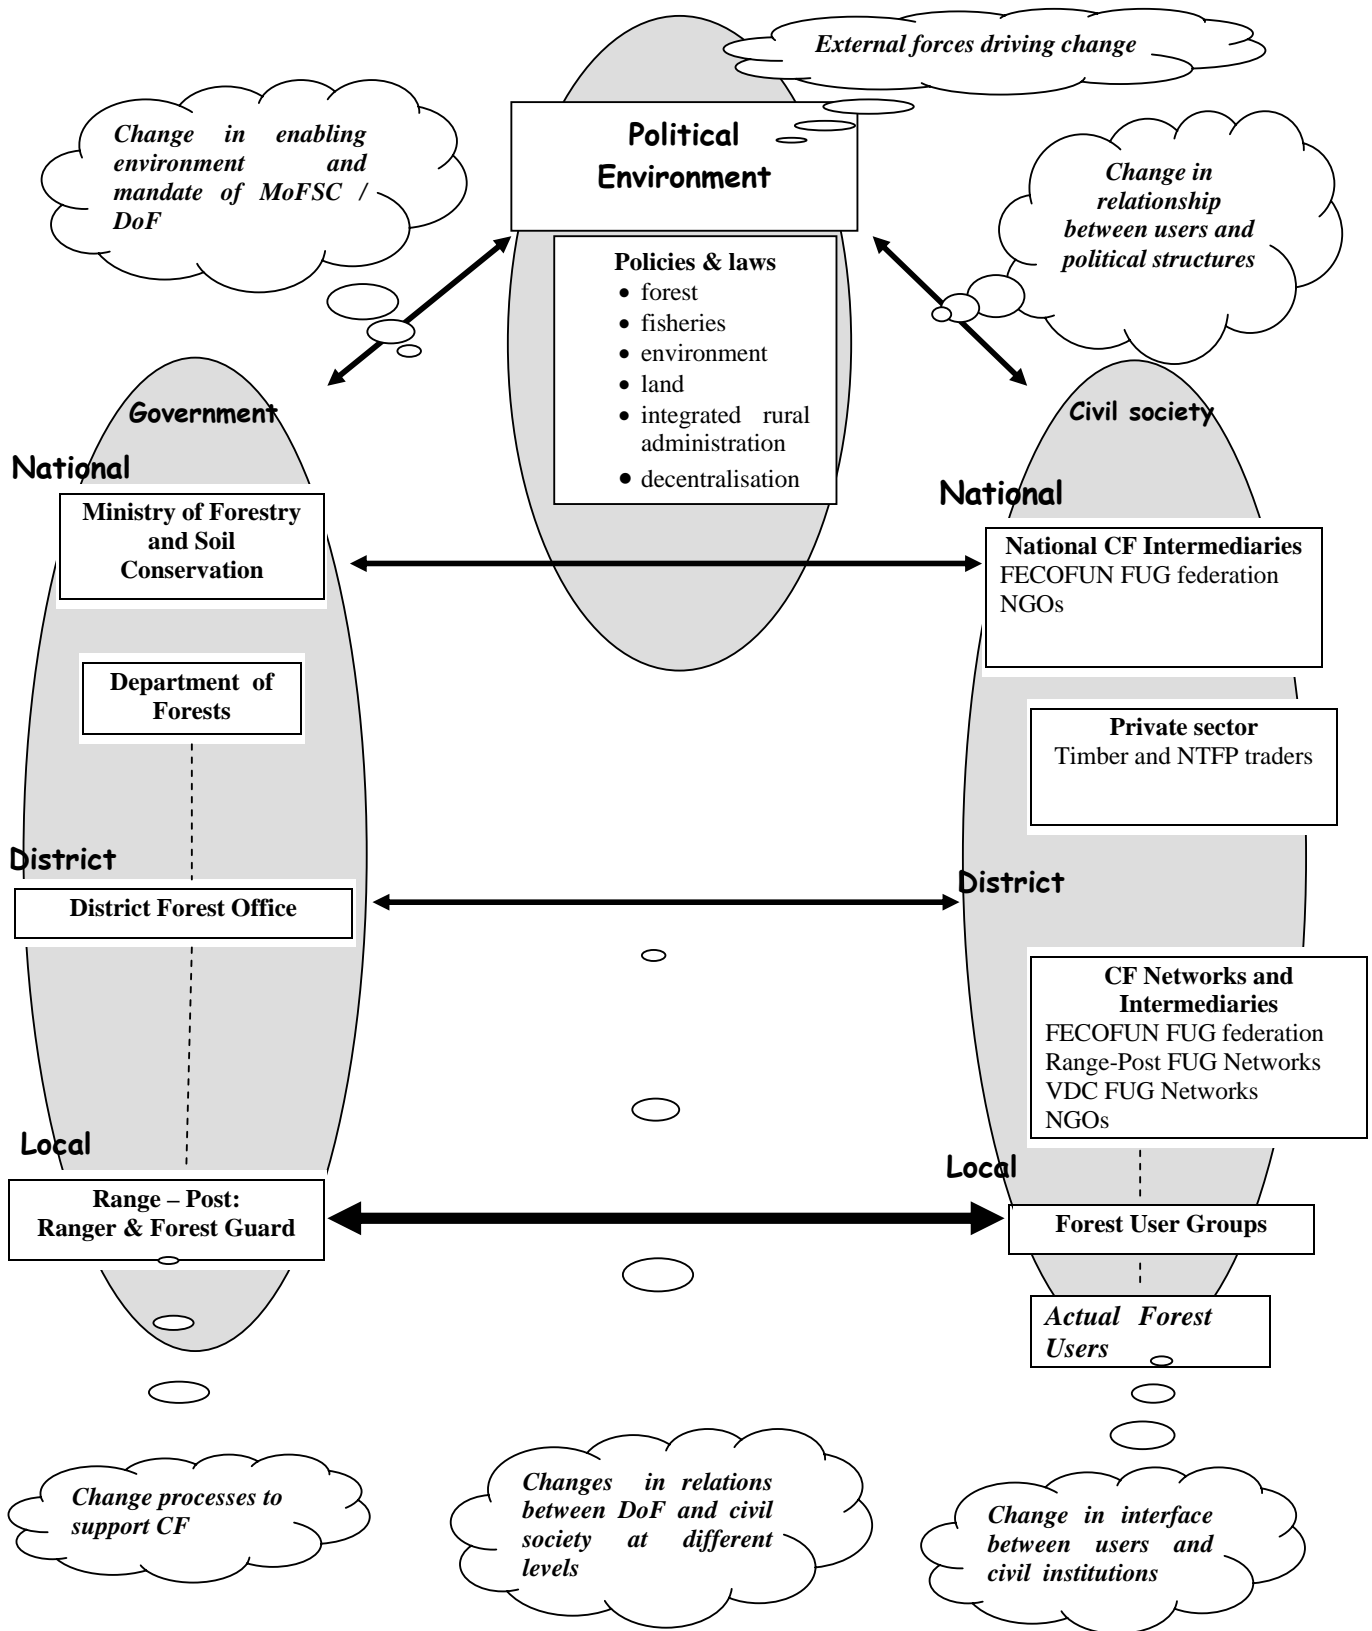 External forces driving change
Change in enabling
environment and
mandate of MoFSC /
DoF
Political
Environment
Change in
relationship
between users and
political structures
Policies & laws
• forest
• fisheries
• environment
• land
• integrated rural
administration
• decentralisation
Government
National
Ministry of Forestry
and Soil
Conservation
Department of
Forests
District
District Forest Office
Local
Range – Post:
Ranger & Forest Guard
Civil society
National
National CF Intermediaries
FECOFUN FUG federation
NGOs
Private sector
Timber and NTFP traders
District
CF Networks and
Intermediaries
FECOFUN FUG federation
Range-Post FUG Networks
VDC FUG Networks
NGOs
Local
Forest User Groups
Actual Forest
Users
Change processes to
support CF
Changes in relations
between DoF and civil
society at different
levels
Change in interface
between users and
civil institutions